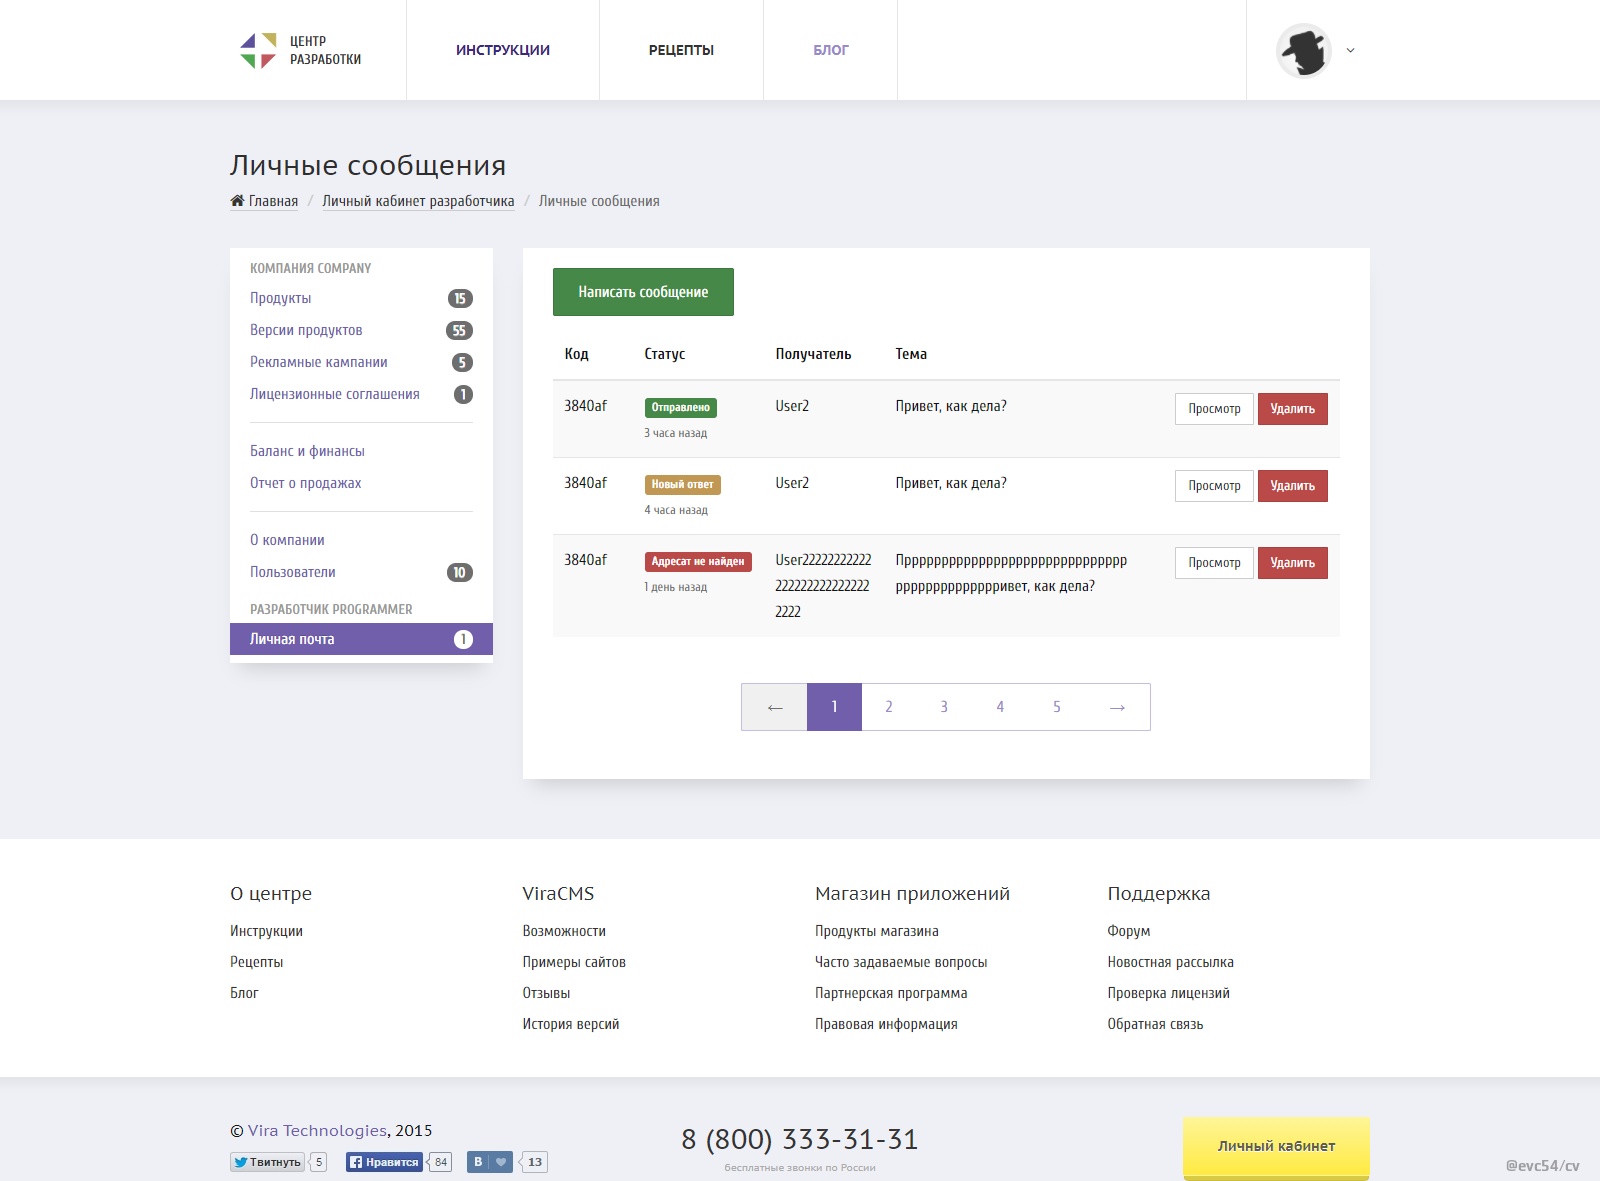 ЦЕНТР
РАЗРАБОТКИ
ИНСТРУКЦИИ
РЕЦЕПТЫ
БЛОГ
Личные сообщения
Главная / Личный кабинет разработчика / Личные сообщения
КОМПАНИЯ COMPANY
Продукты 15
Версии продуктов 55
Рекламные кампании 5
Лицензионные соглашения 1
Баланс и финансы
Отчет о продажах
О компании
Пользователи 10
РАЗРАБОТЧИК PROGRAMMER
Личная почта 1
Написать сообщение
Код Статус Получатель Тема
3840af Отправлено User2 Привет, как дела? Просмотр Удалить
3 часа назад
3840af Новый ответ User2 Привет, как дела? Просмотр Удалить
4 часа назад
3840af Адресат не найден User22222222222 Пррррррррррррррррррррррррррррррр Просмотр Удалить
1 день назад 222222222222222 ррррррррррррррривет, как дела?
2222
← 1 2 3 4 5 →
О центре
Инструкции
Рецепты
Блог
ViraCMS
Возможности
Примеры сайтов
Отзывы
История версий
Магазин приложений
Продукты магазина
Часто задаваемые вопросы
Партнерская программа
Правовая информация
Поддержка
Форум
Новостная рассылка
Проверка лицензий
Обратная связь
© Vira Technologies, 2015
Твитнуть 5 Нравится 84 B 13
8 (800) 333-31-31
бесплатные звонки по России
Личный кабинет
@evc54/cv